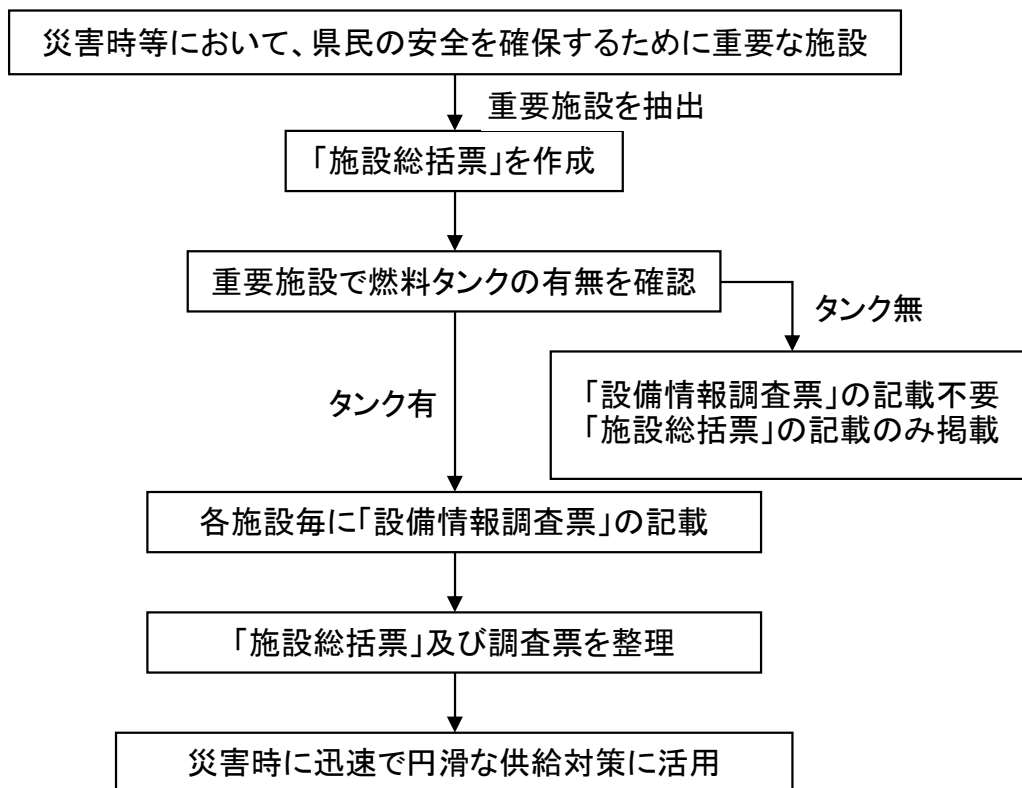 災害時等において、県民の安全を確保するために重要な施設
重要施設を抽出
「施設総括票」を作成
重要施設で燃料タンクの有無を確認
タンク無
「設備情報調査票」の記載不要
「施設総括票」の記載のみ掲載
タンク有
各施設毎に「設備情報調査票」の記載
「施設総括票」及び調査票を整理
災害時に迅速で円滑な供給対策に活用